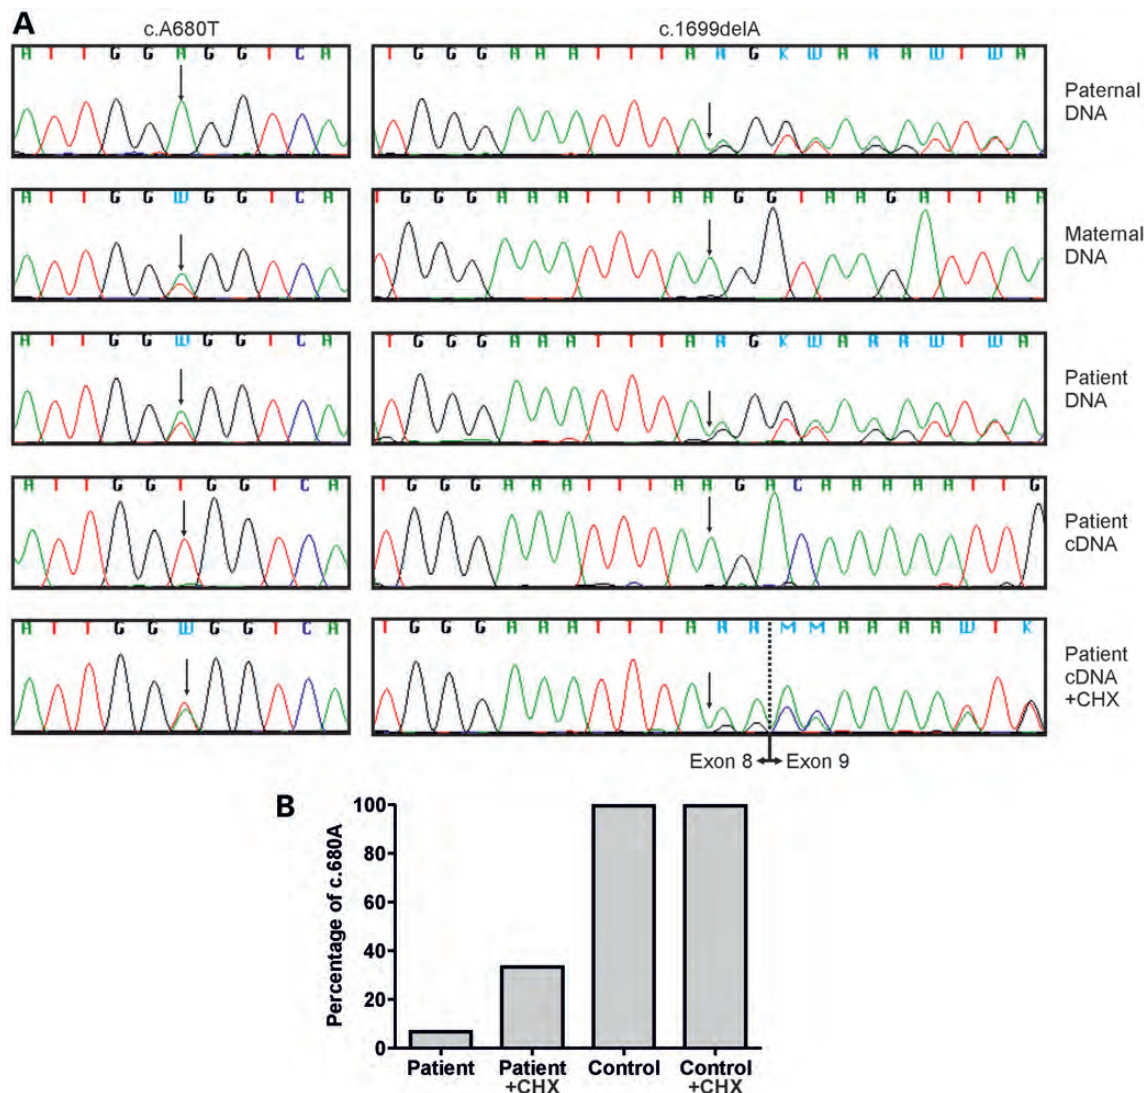 A
c.A680T c.1699delA
A T T G G A G G T C A T G G G A A A T T T A R G K W A R A W T W A
Paternal
DNA
A T T G G W G G T C A T G G G A A A T T T A A G G T A A G A T T A A
Maternal
DNA
A T T G G W G G T C A T G G G A A A T T T A R G K W A R R W T W A
Patient
DNA
A T T G G T G G T C A T G G G A A A T T T A A G A C A A A A A T T G
Patient
cDNA
A T T G G W G G T C A T G G G A A A T T T A R R M M A A A A W T K
Patient
cDNA
+CHX
Exon 8 Exon 9
B
Percentage of c.680A
100
80
60
40
20
0
Patient Patient Control Control
+CHX +CHX